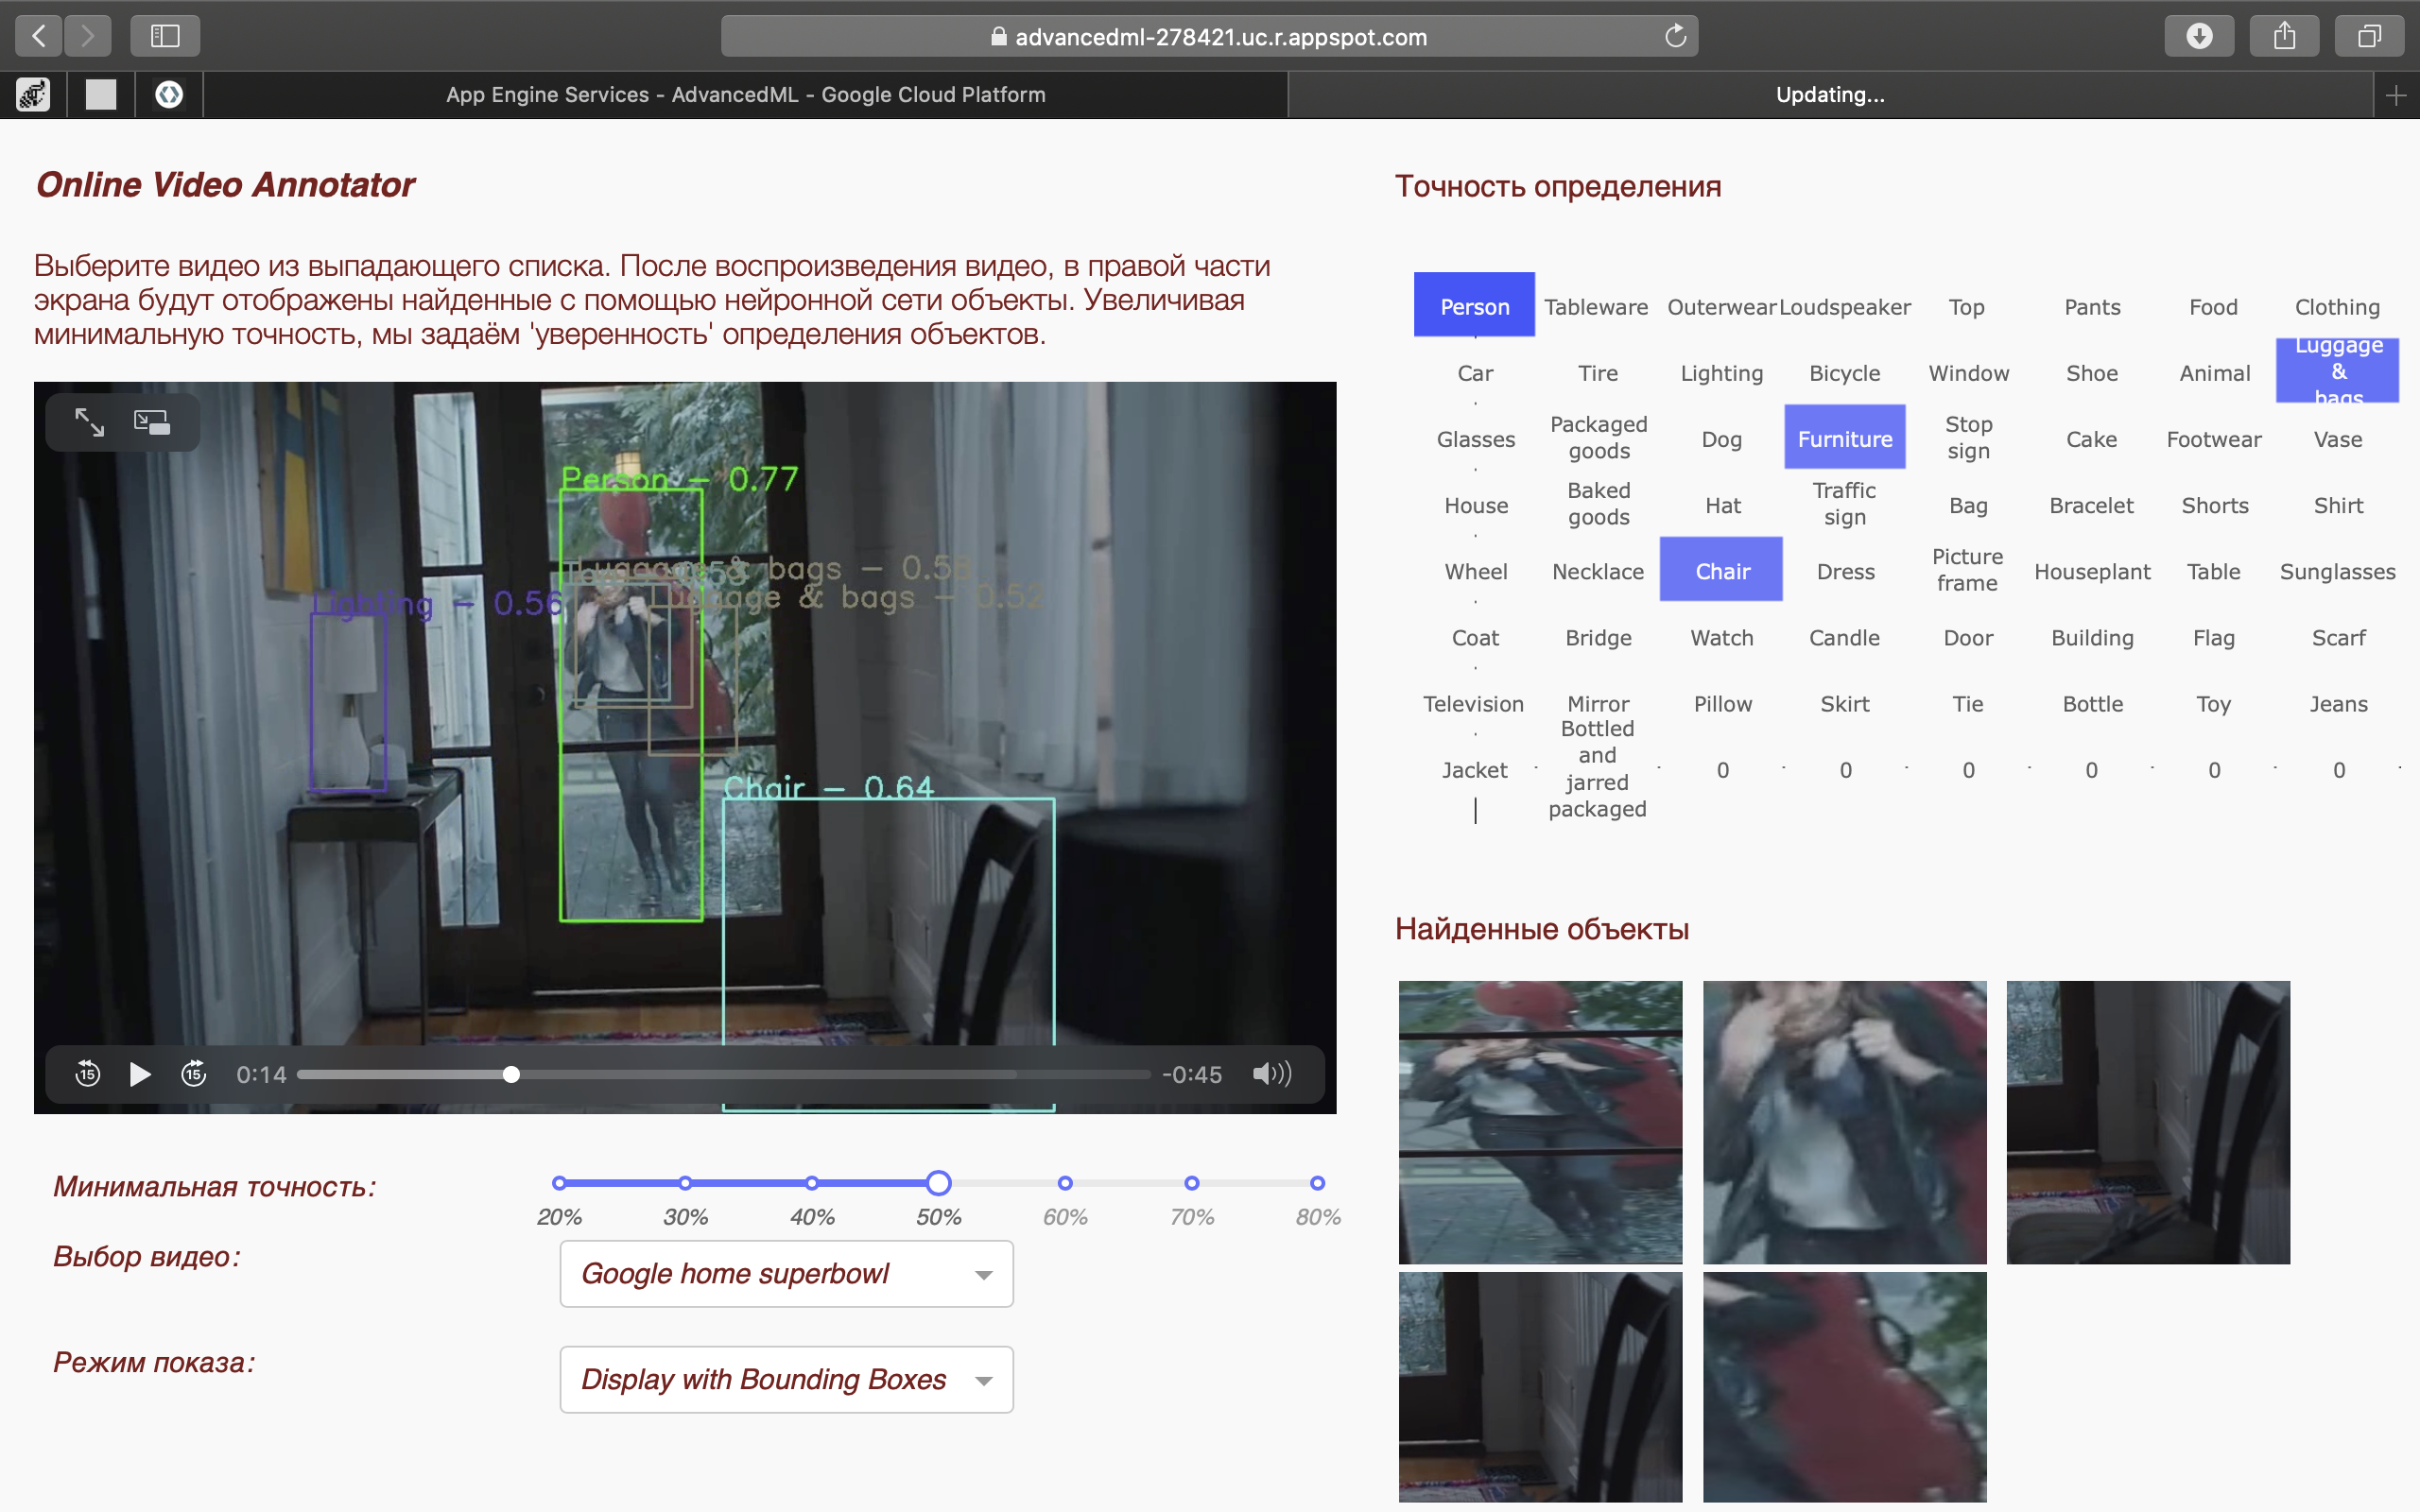 advancedml-278421.uc.r.appspot.com
App Engine Services - AdvancedML - Google Cloud Platform
Updating...
Online Video Annotator
Выберите видео из выпадающего списка. После воспроизведения видео, в правой части
экрана будут отображены найденные с помощью нейронной сети объекты. Увеличивая
минимальную точность, мы задаём 'уверенность' определения объектов.
Person — 0.77
Luggage & bags — 0.58
Luggage & bags — 0.52
Lighting — 0.56
Chair — 0.64
15
15
0:14
-0:45
Минимальная точность:
20% 30% 40% 50% 60% 70% 80%
Выбор видео:
Google home superbowl
Режим показа:
Display with Bounding Boxes
Точность определения
Person Tableware Outerwear Loudspeaker Top Pants Food Clothing
Car Tire Lighting Bicycle Window Shoe Animal Luggage & bags
Glasses Packaged goods Dog Furniture Stop sign Cake Footwear Vase
House Baked goods Hat Traffic sign Bag Bracelet Shorts Shirt
Wheel Necklace Chair Dress Picture frame Houseplant Table Sunglasses
Coat Bridge Watch Candle Door Building Flag Scarf
Television Mirror Pillow Skirt Tie Bottle Toy Jeans
Jacket Bottled and jarred packaged 0 0 0 0 0 0
Найденные объекты